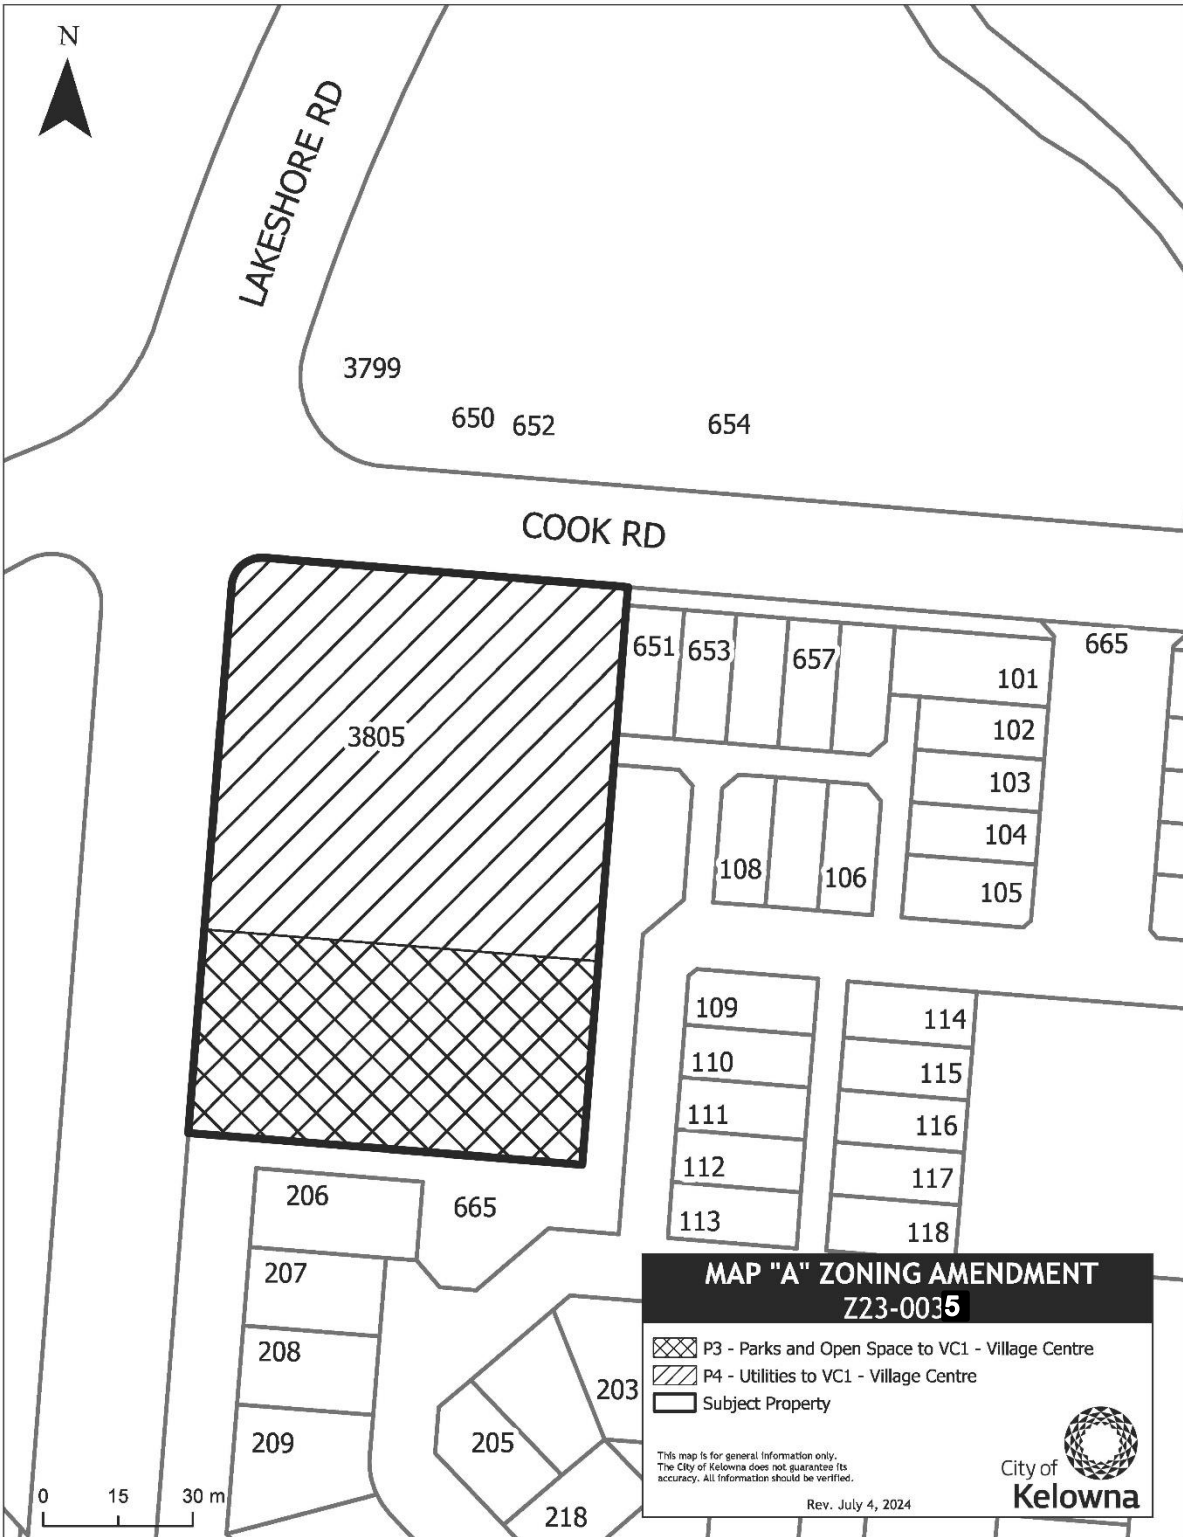 N
LAKESHORE RD
3799
650
652
654
COOK RD
3805
651
653
657
665
101
102
103
104
105
108
106
109
110
111
112
113
114
115
116
117
118
206
665
207
208
209
203
205
218
0 15 30 m
MAP "A" ZONING AMENDMENT
Z23-0035
P3 - Parks and Open Space to VC1 - Village Centre
P4 - Utilities to VC1 - Village Centre
Subject Property
This map is for general information only.
The City of Kelowna does not guarantee its
accuracy. All information should be verified.
Rev. July 4, 2024
City of
Kelowna